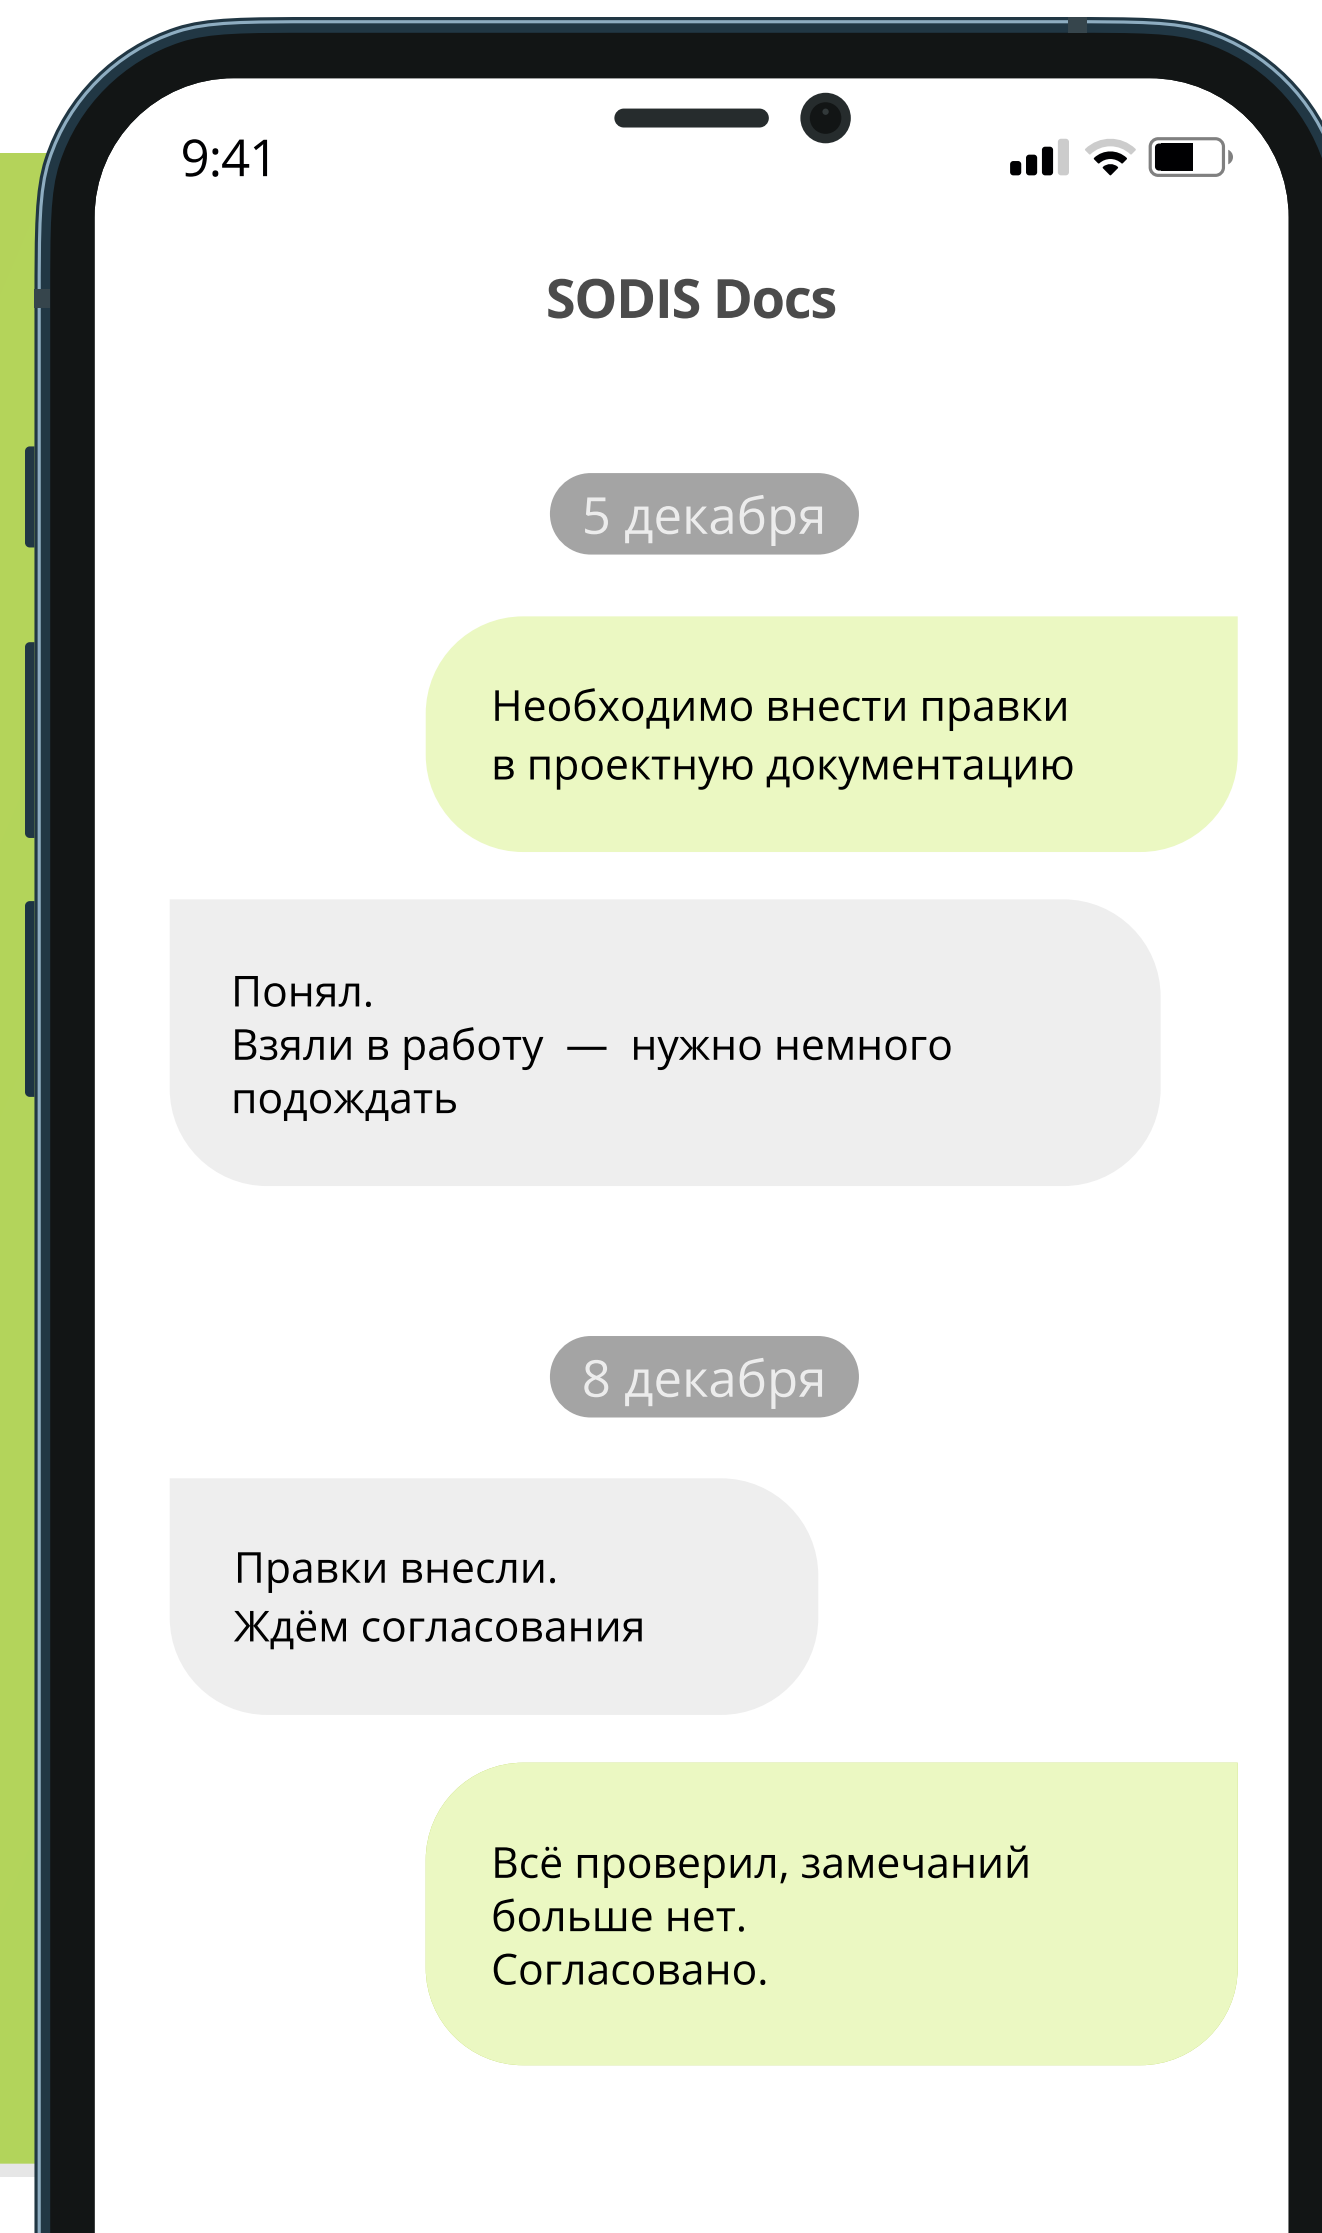 9:41
SODIS Docs
5 декабря
Необходимо внести правки
в проектную документацию
Понял.
Взяли в работу — нужно немного
подождать
8 декабря
Правки внесли.
Ждём согласования
Всё проверил, замечаний
больше нет.
Согласовано.